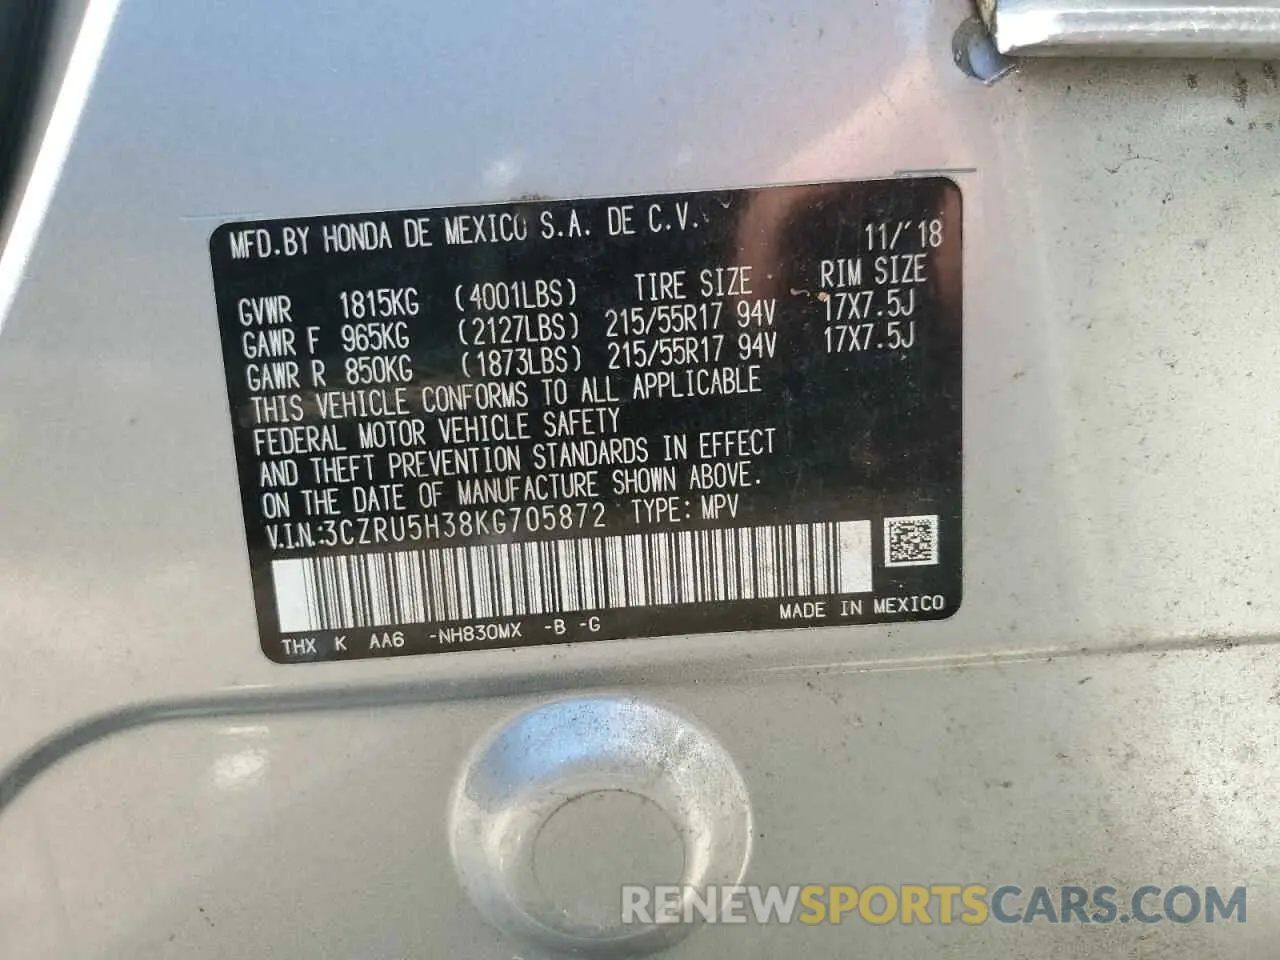 MFD.BY HONDA DE MEXICO S.A. DE C.V.
11/'18
GVWR 1815KG (4001LBS) TIRE SIZE RIM SIZE
GAWR F 965KG (2127LBS) 215/55R17 94V 17X7.5J
GAWR R 850KG (1873LBS) 215/55R17 94V 17X7.5J
THIS VEHICLE CONFORMS TO ALL APPLICABLE
FEDERAL MOTOR VEHICLE SAFETY
AND THEFT PREVENTION STANDARDS IN EFFECT
ON THE DATE OF MANUFACTURE SHOWN ABOVE.
V.I.N.:3CZRU5H38KG705872 TYPE: MPV
MADE IN MEXICO
THX K AA6 -NH830MX -B -G
RENEWSPORTSCARS.COM